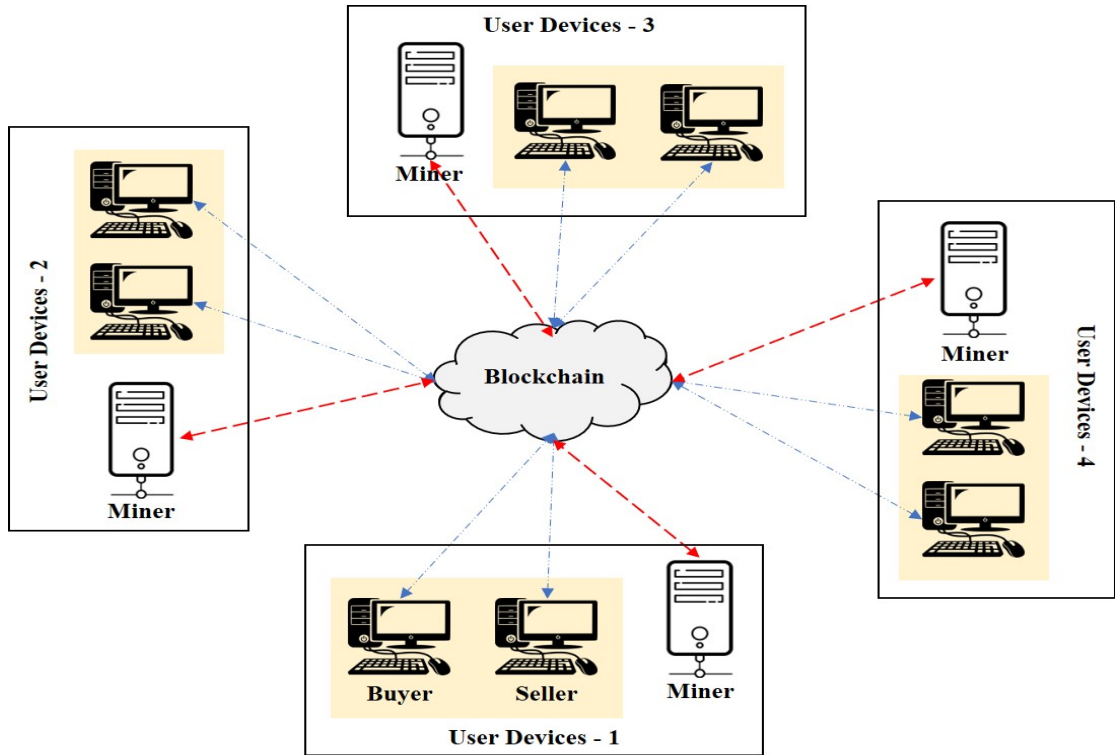 User Devices - 3
Miner
User Devices - 2
Miner
Blockchain
Miner
User Devices - 4
Buyer
Seller
Miner
User Devices - 1